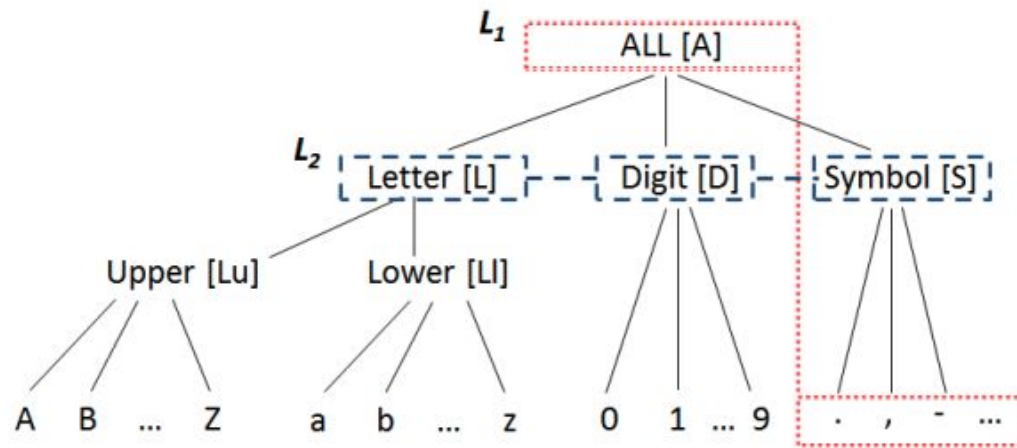 L1
ALL [A]
L2
Letter [L] Digit [D] Symbol [S]
Upper [Lu] Lower [Ll]
A B ... Z a b ... z 0 1 ... 9 . , - ...